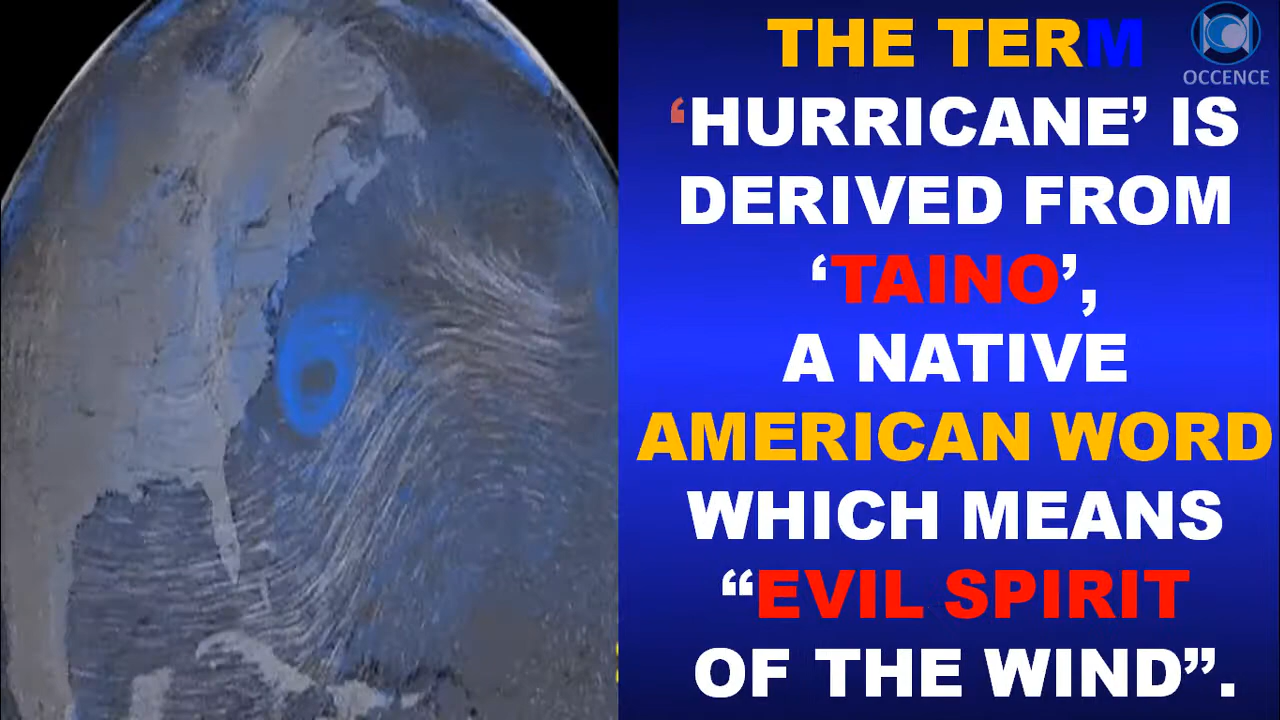 THE TERM
‘HURRICANE’ IS
DERIVED FROM
‘TAINO’,
A NATIVE
AMERICAN WORD
WHICH MEANS
“EVIL SPIRIT
OF THE WIND”.
OCCENCE